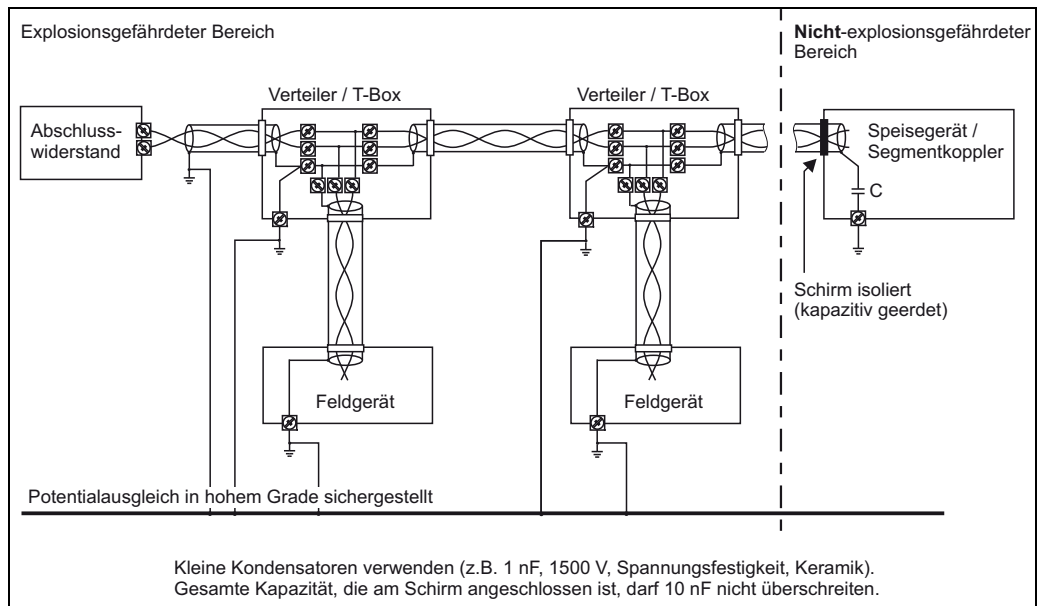 Explosionsgefährdeter Bereich
Nicht-explosionsgefährdeter
Bereich
Verteiler / T-Box
Verteiler / T-Box
Abschluss-
widerstand
Speisegerät /
Segmentkoppler
C
Schirm isoliert
(kapazitiv geerdet)
Feldgerät
Feldgerät
Potentialausgleich in hohem Grade sichergestellt
Kleine Kondensatoren verwenden (z.B. 1 nF, 1500 V, Spannungsfestigkeit, Keramik).
Gesamte Kapazität, die am Schirm angeschlossen ist, darf 10 nF nicht überschreiten.